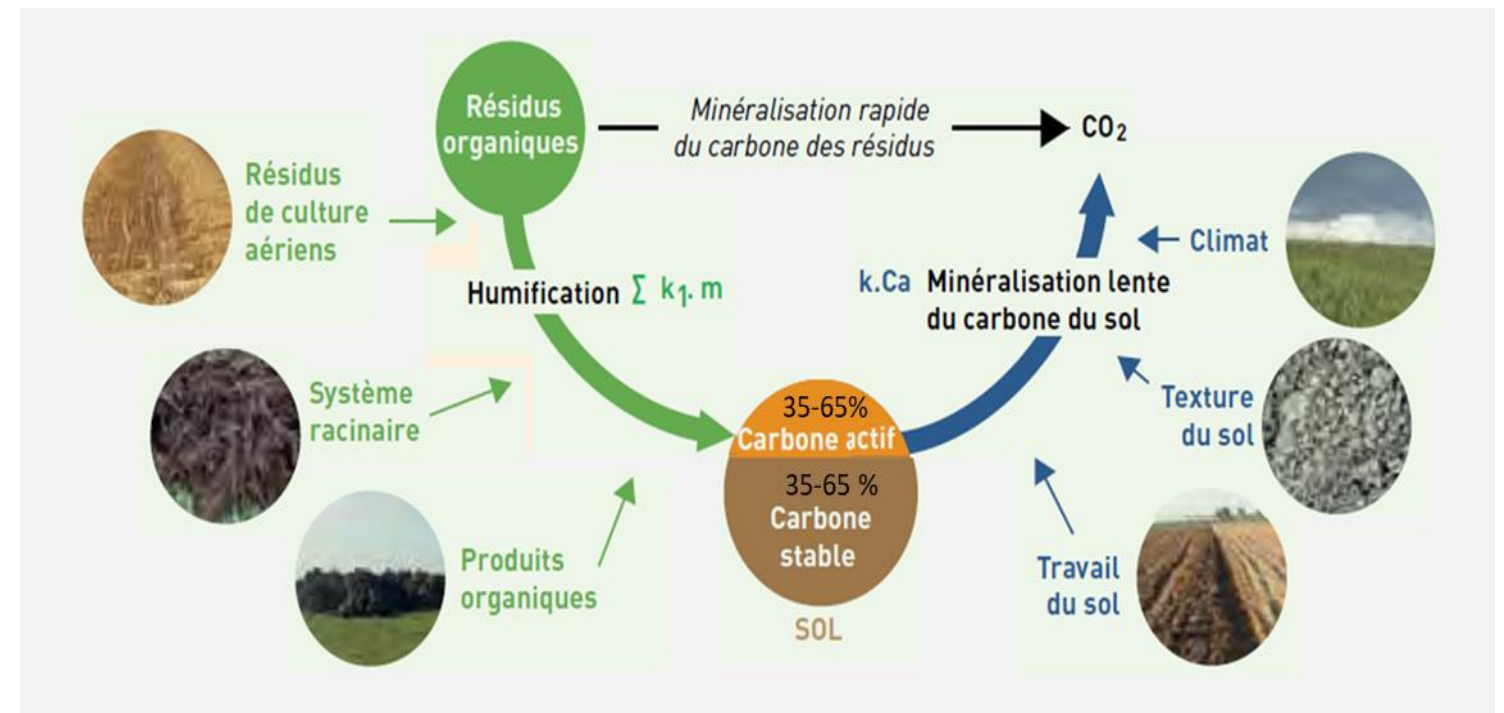 Résidus
organiques
Minéralisation rapide
du carbone des résidus
CO₂
Résidus
de culture
aériens
Climat
Humification Σ k₁. m
k.Ca Minéralisation lente
du carbone du sol
Système
racinaire
35-65%
Carbone actif
35-65 %
Carbone
stable
SOL
Texture
du sol
Produits
organiques
Travail
du sol